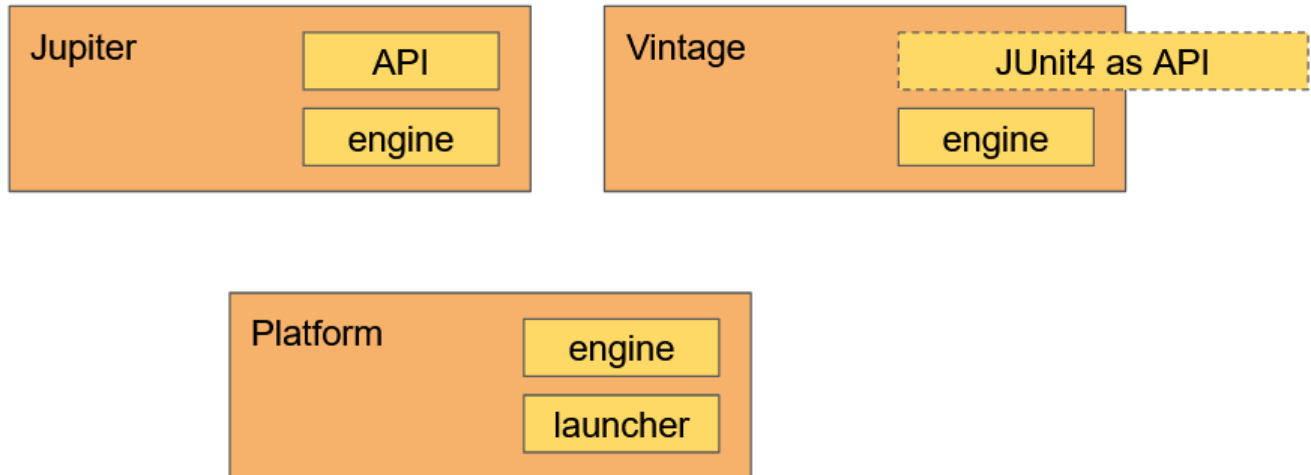 Jupiter
API
engine
Vintage
JUnit4 as API
engine
Platform
engine
launcher